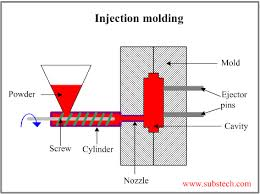 Injection molding
Mold
Powder
Ejector
pins
Screw
Cylinder
Cavity
Nozzle
www.substech.com